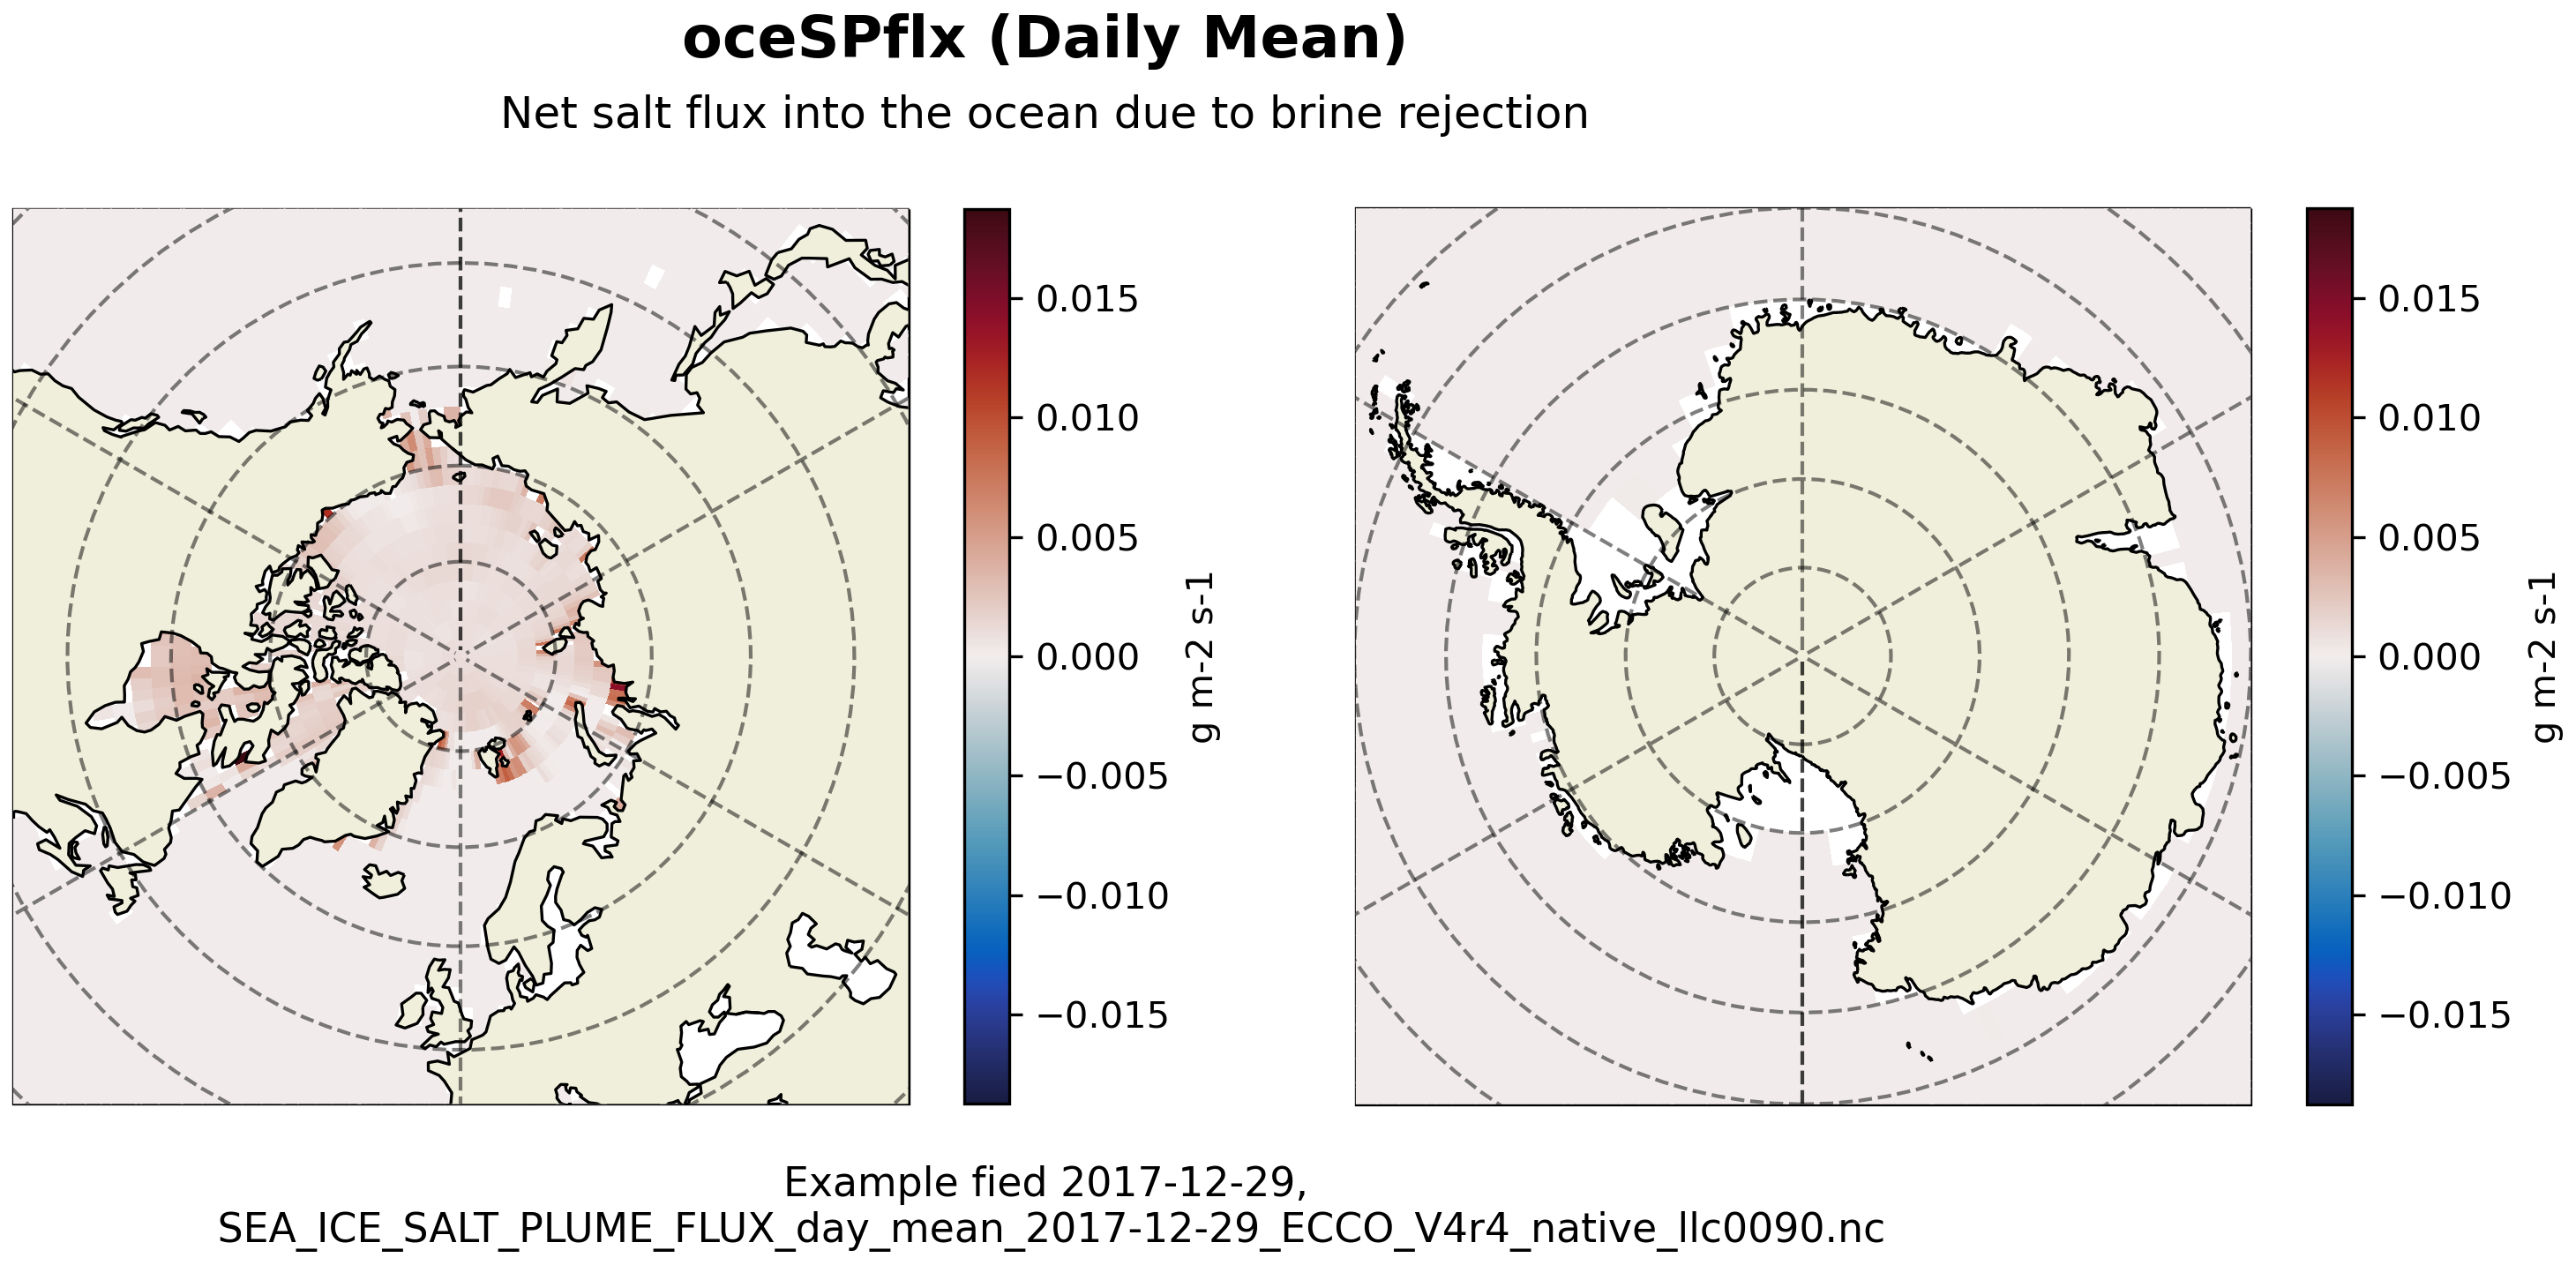 oceSPflx (Daily Mean)
Net salt flux into the ocean due to brine rejection
0.015
0.010
0.005
0.000
−0.005
−0.010
−0.015
g m-2 s-1
0.015
0.010
0.005
0.000
−0.005
−0.010
−0.015
g m-2 s-1
Example fied 2017-12-29,
SEA_ICE_SALT_PLUME_FLUX_day_mean_2017-12-29_ECCO_V4r4_native_llc0090.nc